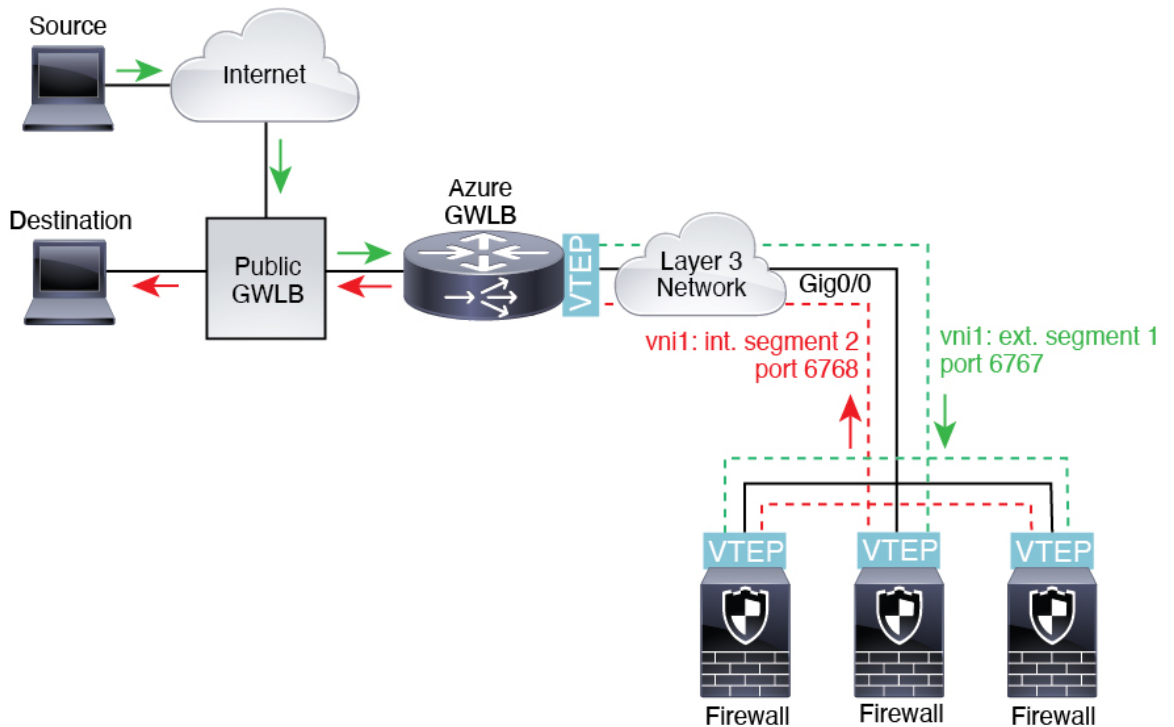 Source
Internet
Azure
GWLB
Destination
Public
GWLB
VTEP
Layer 3
Network
Gig0/0
vni1: int. segment 2
port 6768
vni1: ext. segment 1
port 6767
VTEP
VTEP
VTEP
Firewall
Firewall
Firewall